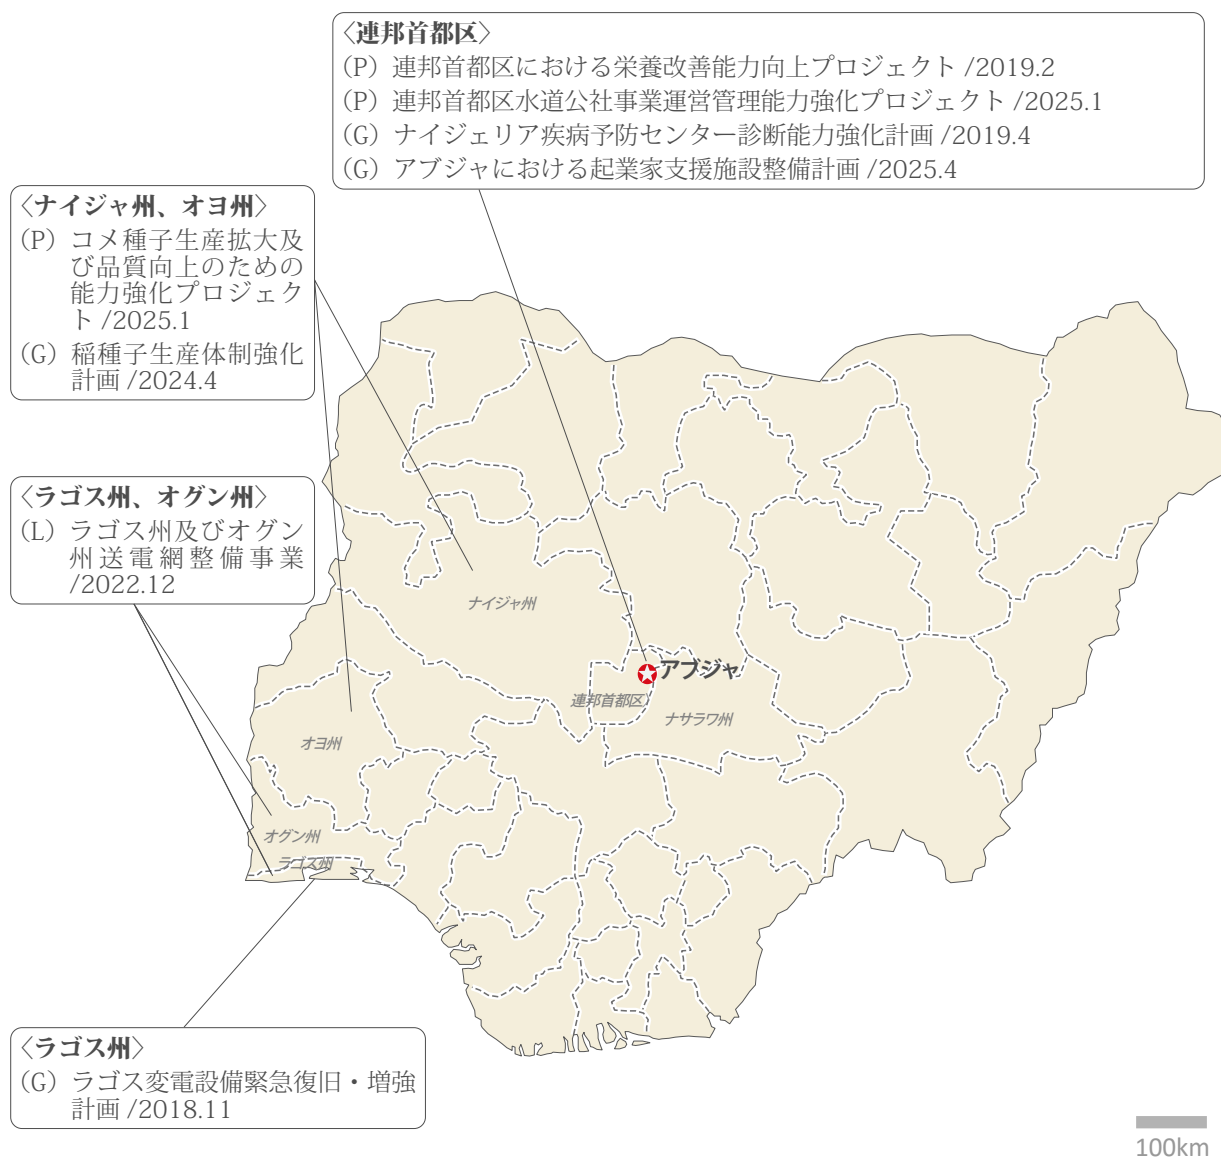 〈連邦首都区〉
(P) 連邦首都区における栄養改善能力向上プロジェクト /2019.2
(P) 連邦首都区水道公社事業運営管理能力強化プロジェクト /2025.1
(G) ナイジェリア疾病予防センター診断能力強化計画 /2019.4
(G) アブジャにおける起業家支援施設整備計画 /2025.4
〈ナイジャ州、オヨ州〉
(P) コメ種子生産拡大及
び品質向上のための
能力強化プロジェク
ト /2025.1
(G) 稲種子生産体制強化
計画 /2024.4
〈ラゴス州、オグン州〉
(L) ラゴス州及びオグン
州送電網整備事業
/2022.12
ナイジャ州
アブジャ
連邦首都区
ナサラワ州
オヨ州
オグン州
ラゴス州
〈ラゴス州〉
(G) ラゴス変電設備緊急復旧・増強
計画 /2018.11
100km